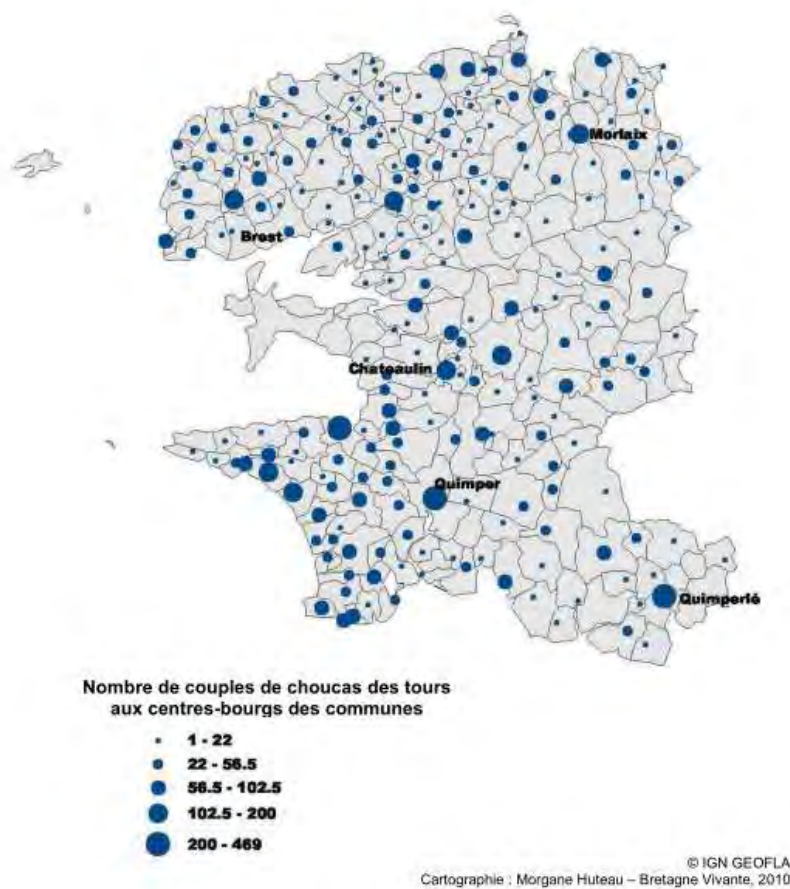 Morlaix
Brest
Chateaulin
Quimper
Quimperlé
Nombre de couples de choucas des tours
aux centres-bourgs des communes
1 - 22
22 - 56.5
56.5 - 102.5
102.5 - 200
200 - 469
© IGN GEOFLA
Cartographie : Morgane Huteau – Bretagne Vivante, 2010